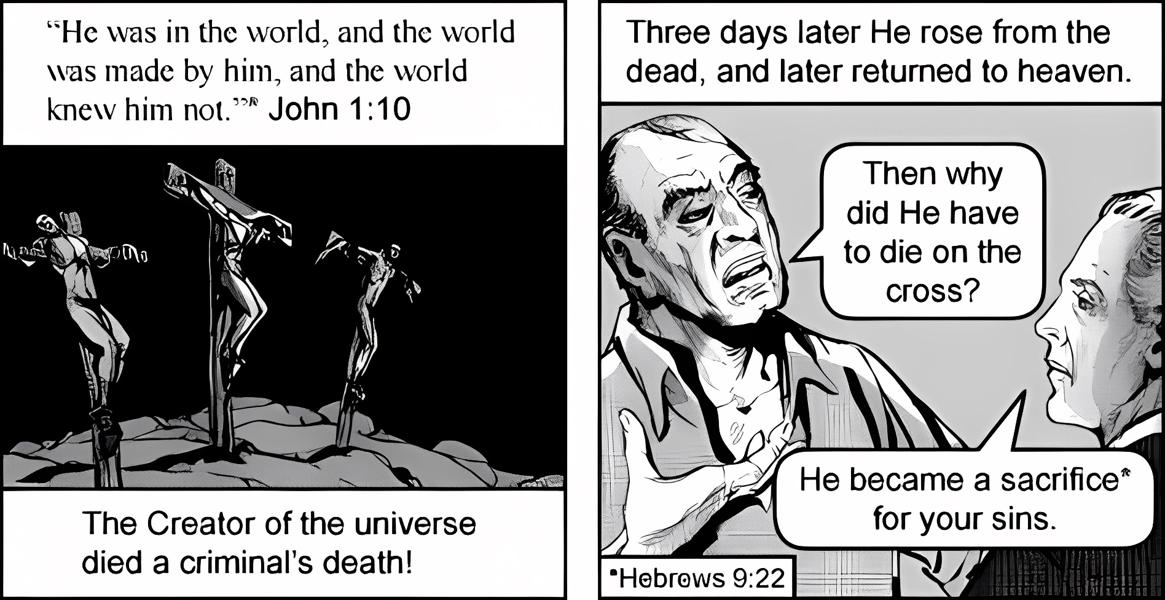 “He was in the world, and the world
was made by him, and the world
knew him not.”* John 1:10
The Creator of the universe
died a criminal's death!
Three days later He rose from the
dead, and later returned to heaven.
Then why
did He have
to die on the
cross?
He became a sacrifice*
for your sins.
*Hebrows 9:22